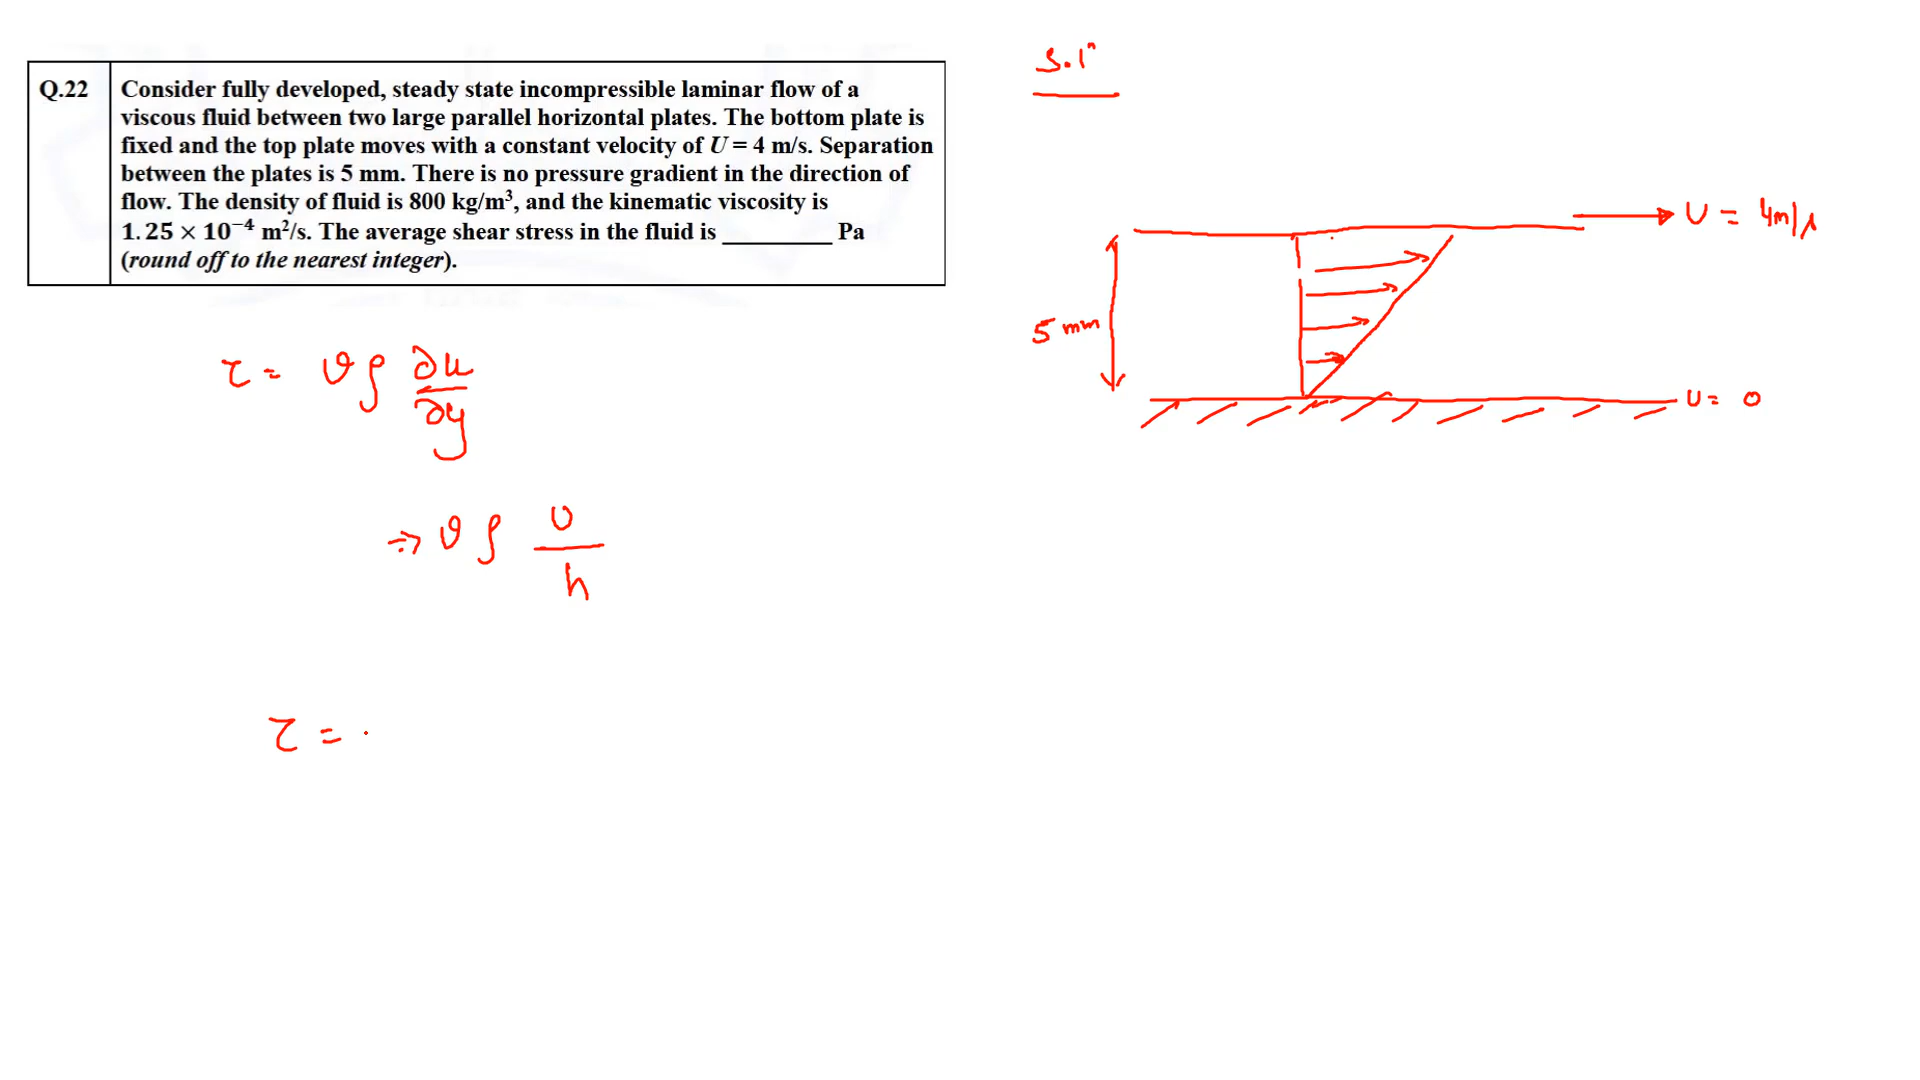 Q.22 Consider fully developed, steady state incompressible laminar flow of a
viscous fluid between two large parallel horizontal plates. The bottom plate is
fixed and the top plate moves with a constant velocity of U = 4 m/s. Separation
between the plates is 5 mm. There is no pressure gradient in the direction of
flow. The density of fluid is 800 kg/m³, and the kinematic viscosity is
1.25 × 10⁻⁴ m²/s. The average shear stress in the fluid is _________ Pa
(round off to the nearest integer).
τ = ϑ ρ ∂u/∂y
⇒ ϑ ρ U/h
τ =
U = 4m/s
5 mm
U = 0